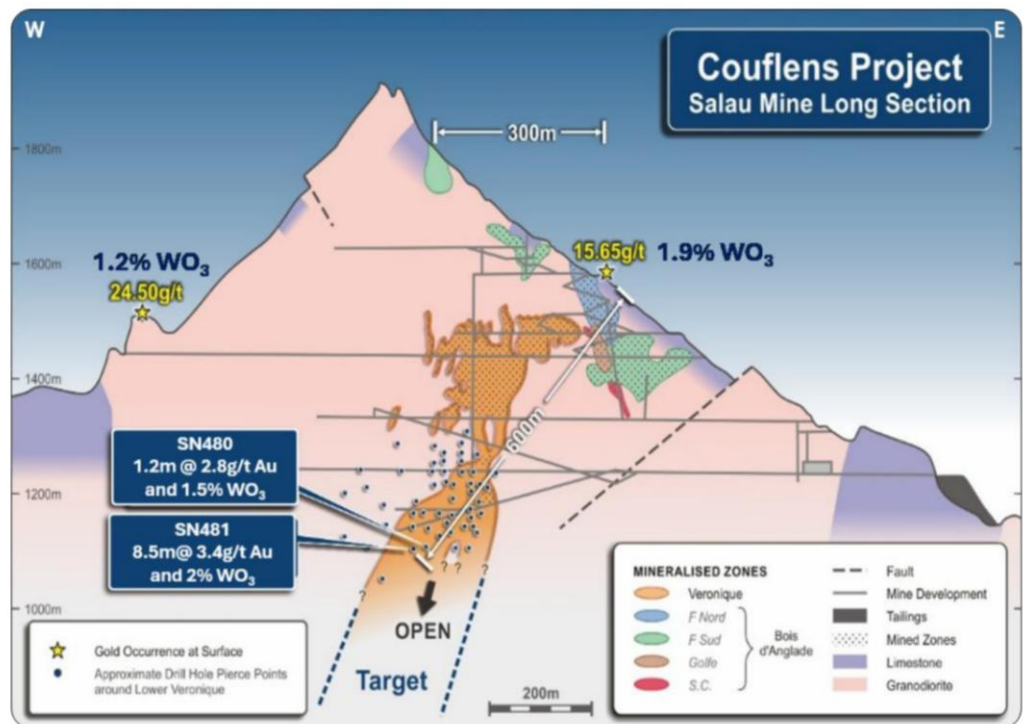 W
E
Couflens Project
Salau Mine Long Section
300m
1800m
1600m
1.2% WO₃
24.50g/t
15.65g/t 1.9% WO₃
1400m
600m
SN480
1.2m @ 2.8g/t Au
and 1.5% WO₃
1200m
SN481
8.5m@ 3.4g/t Au
and 2% WO₃
? ?
? ?
1000m
OPEN
Target
200m
Gold Occurrence at Surface
Approximate Drill Hole Pierce Points
around Lower Veronique
MINERALISED ZONES
Veronique
F Nord
F Sud
Golfe
S.C.
Bois
d'Anglade
Fault
Mine Development
Tailings
Mined Zones
Limestone
Granodiorite